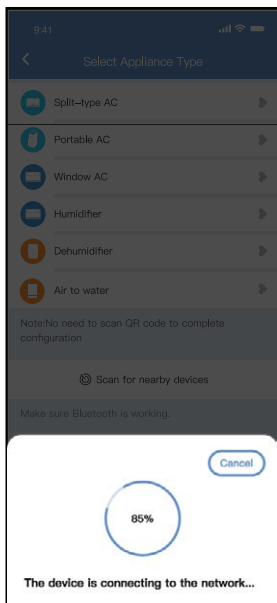 9:41
Select Appliance Type
Split-type AC
Portable AC
Window AC
Humidifier
Dehumidifier
Air to water
Note:No need to scan QR code to complete
configuration
Scan for nearby devices
Make sure Bluetooth is working.
Cancel
85%
The device is connecting to the network...